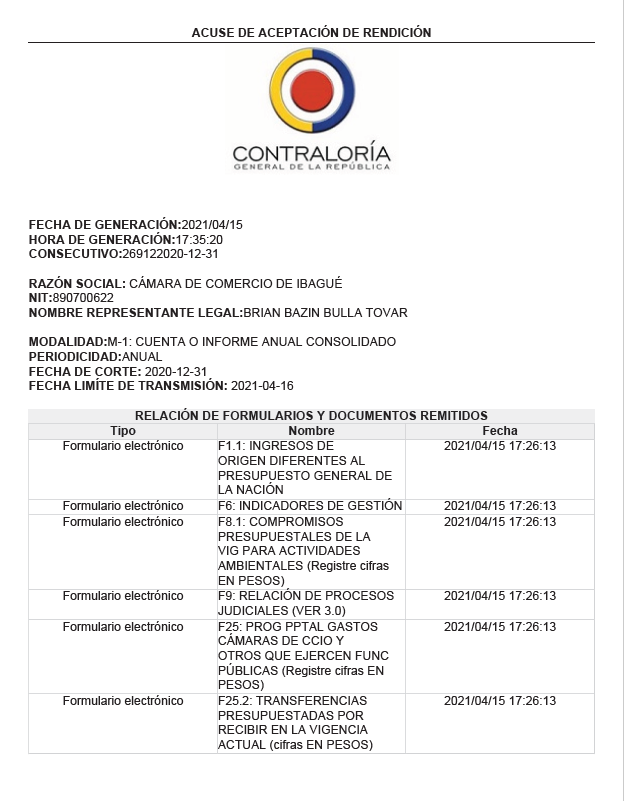 ACUSE DE ACEPTACIÓN DE RENDICIÓN
CONTRALORÍA
GENERAL DE LA REPÚBLICA
FECHA DE GENERACIÓN:2021/04/15
HORA DE GENERACIÓN:17:35:20
CONSECUTIVO:269122020-12-31
RAZÓN SOCIAL: CÁMARA DE COMERCIO DE IBAGUÉ
NIT:890700622
NOMBRE REPRESENTANTE LEGAL:BRIAN BAZIN BULLA TOVAR
MODALIDAD:M-1: CUENTA O INFORME ANUAL CONSOLIDADO
PERIODICIDAD:ANUAL
FECHA DE CORTE: 2020-12-31
FECHA LIMÍTE DE TRANSMISIÓN: 2021-04-16
RELACIÓN DE FORMULARIOS Y DOCUMENTOS REMITIDOS
Tipo Nombre Fecha
Formulario electrónico F1.1: INGRESOS DE 2021/04/15 17:26:13
ORIGEN DIFERENTES AL
PRESUPUESTO GENERAL DE
LA NACIÓN
Formulario electrónico F6: INDICADORES DE GESTIÓN 2021/04/15 17:26:13
Formulario electrónico F8.1: COMPROMISOS 2021/04/15 17:26:13
PRESUPUESTALES DE LA
VIG PARA ACTIVIDADES
AMBIENTALES (Registre cifras
EN PESOS)
Formulario electrónico F9: RELACIÓN DE PROCESOS 2021/04/15 17:26:13
JUDICIALES (VER 3.0)
Formulario electrónico F25: PROG PPTAL GASTOS 2021/04/15 17:26:13
CÁMARAS DE CCIO Y
OTROS QUE EJERCEN FUNC
PÚBLICAS (Registre cifras EN
PESOS)
Formulario electrónico F25.2: TRANSFERENCIAS 2021/04/15 17:26:13
PRESUPUESTADAS POR
RECIBIR EN LA VIGENCIA
ACTUAL (cifras EN PESOS)